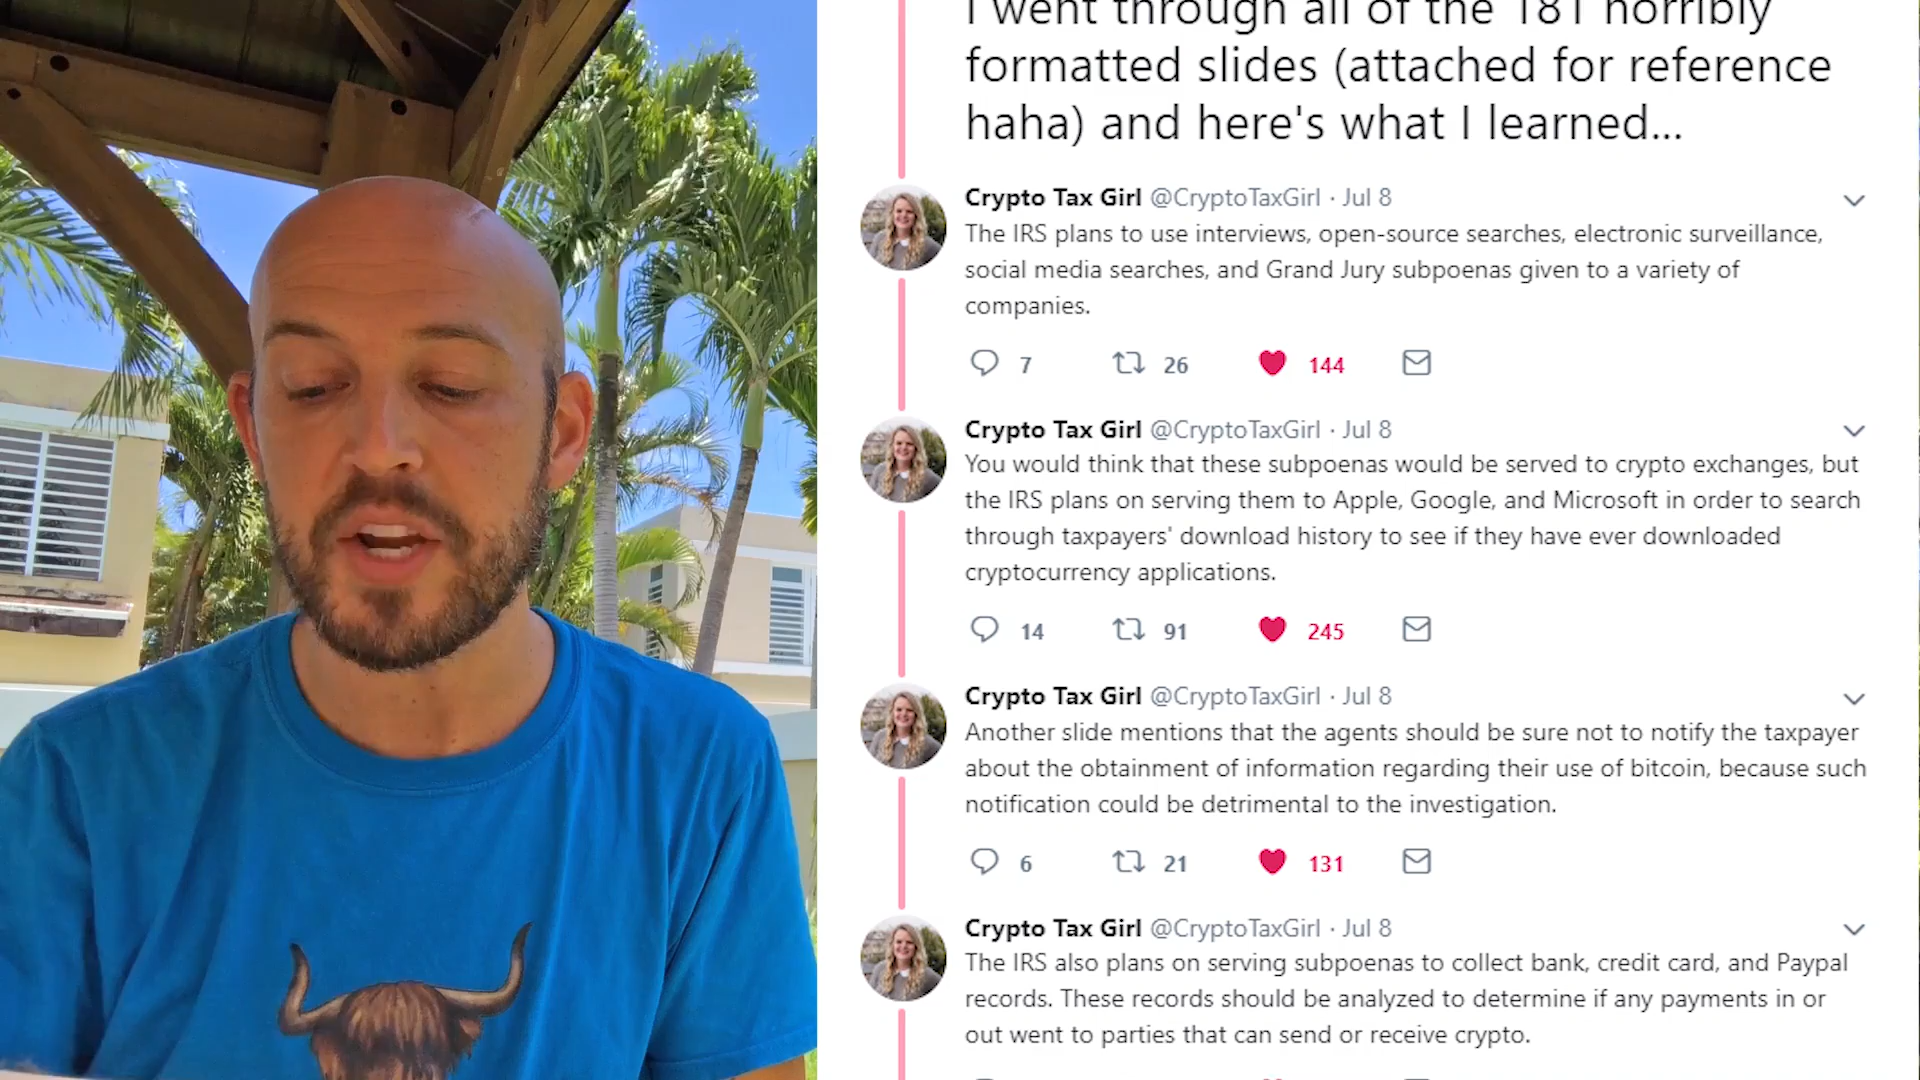 I went through all of the 181 horribly
formatted slides (attached for reference
haha) and here's what I learned...
Crypto Tax Girl @CryptoTaxGirl · Jul 8
The IRS plans to use interviews, open-source searches, electronic surveillance,
social media searches, and Grand Jury subpoenas given to a variety of
companies.
7 26 144
Crypto Tax Girl @CryptoTaxGirl · Jul 8
You would think that these subpoenas would be served to crypto exchanges, but
the IRS plans on serving them to Apple, Google, and Microsoft in order to search
through taxpayers' download history to see if they have ever downloaded
cryptocurrency applications.
14 91 245
Crypto Tax Girl @CryptoTaxGirl · Jul 8
Another slide mentions that the agents should be sure not to notify the taxpayer
about the obtainment of information regarding their use of bitcoin, because such
notification could be detrimental to the investigation.
6 21 131
Crypto Tax Girl @CryptoTaxGirl · Jul 8
The IRS also plans on serving subpoenas to collect bank, credit card, and Paypal
records. These records should be analyzed to determine if any payments in or
out went to parties that can send or receive crypto.